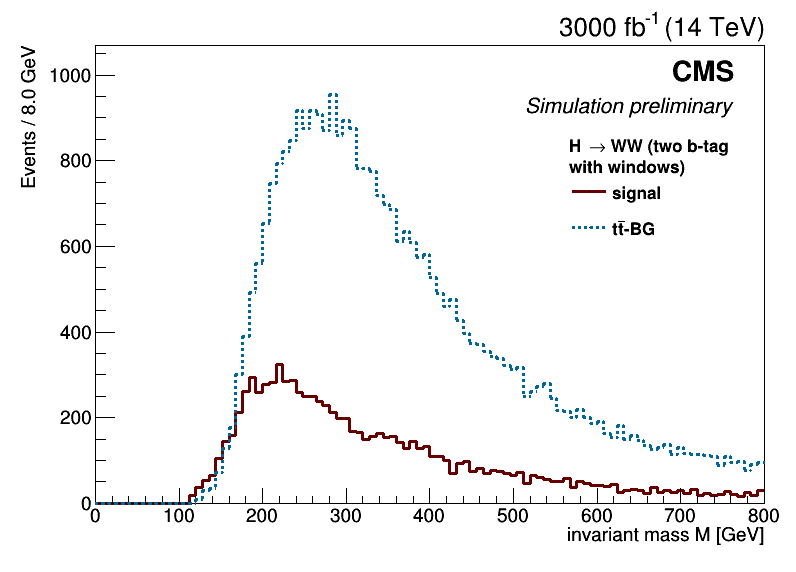 3000 fb⁻¹ (14 TeV)
CMS
Simulation preliminary
H → WW (two b-tag
with windows)
signal
tt̄-BG
Events / 8.0 GeV
1000
800
600
400
200
0
0 100 200 300 400 500 600 700 800
invariant mass M [GeV]